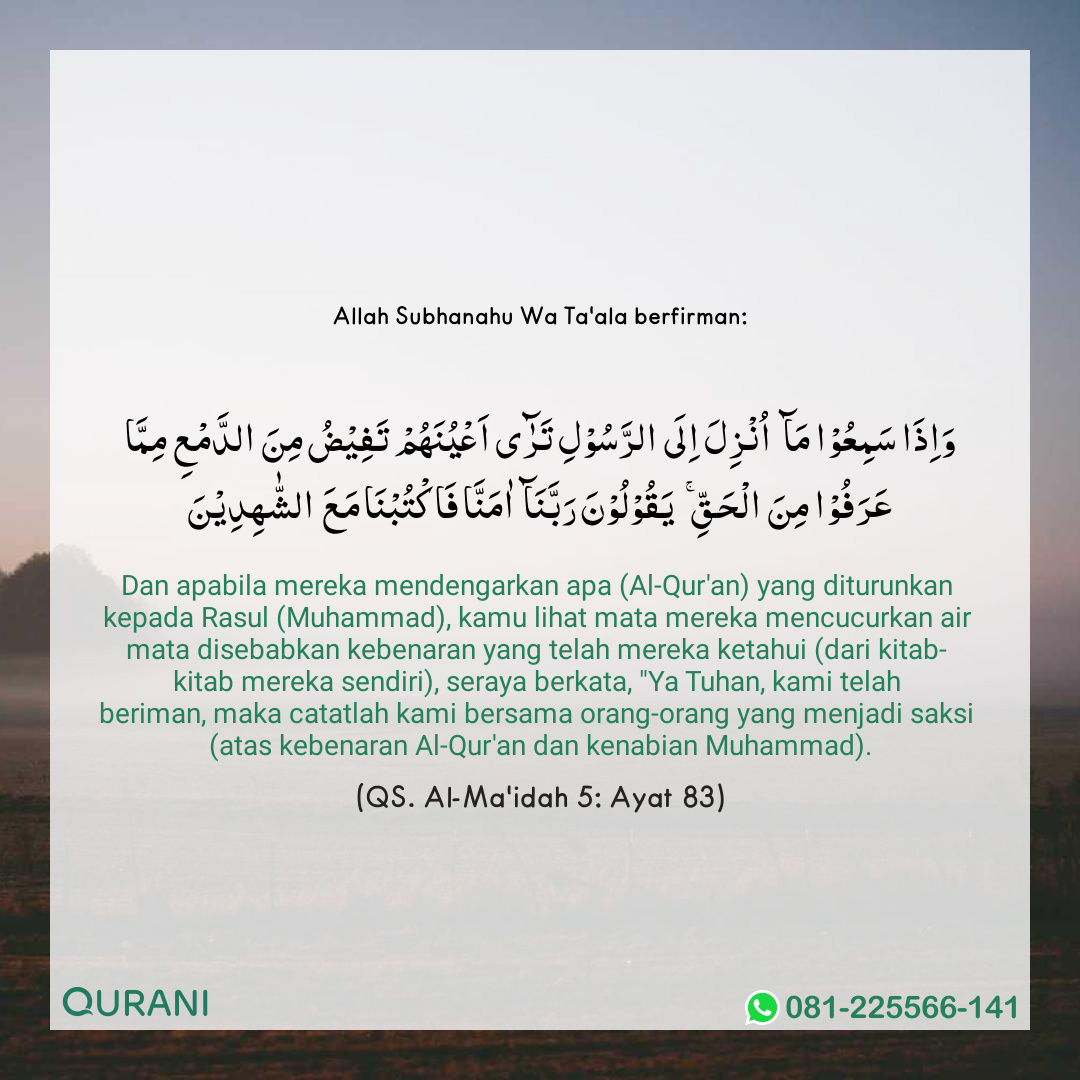 Allah Subhanahu Wa Ta'ala berfirman:
وَاِذَا سَمِعُوْا مَآ اُنْزِلَ اِلَى الرَّسُوْلِ تَرٰٓى اَعْيُنَهُمْ تَفِيْضُ مِنَ الدَّمْعِ مِمَّا
عَرَفُوْا مِنَ الْحَـقِّۚ يَقُوْلُوْنَ رَبَّنَآ اٰمَنَّا فَاكْتُبْنَا مَعَ الشّٰهِدِيْنَ
Dan apabila mereka mendengarkan apa (Al-Qur'an) yang diturunkan
kepada Rasul (Muhammad), kamu lihat mata mereka mencucurkan air
mata disebabkan kebenaran yang telah mereka ketahui (dari kitab-
kitab mereka sendiri), seraya berkata, "Ya Tuhan, kami telah
beriman, maka catatlah kami bersama orang-orang yang menjadi saksi
(atas kebenaran Al-Qur'an dan kenabian Muhammad).
(QS. Al-Ma'idah 5: Ayat 83)
QURANI
081-225566-141